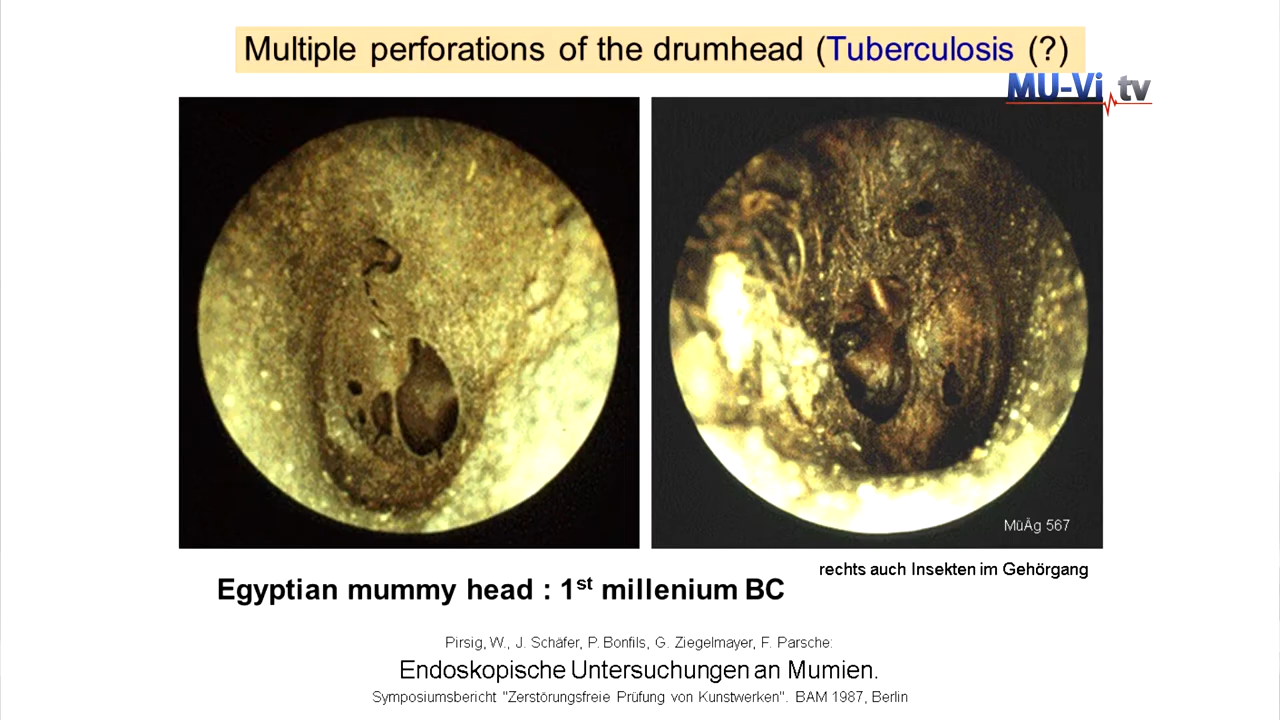 Multiple perforations of the drumhead (Tuberculosis (?)
MU-Vi tv
MüÄg 567
rechts auch Insekten im Gehörgang
Egyptian mummy head : 1st millenium BC
Pirsig, W., J. Schäfer, P. Bonfils, G. Ziegelmayer, F. Parsche:
Endoskopische Untersuchungen an Mumien.
Symposiumsbericht "Zerstörungsfreie Prüfung von Kunstwerken". BAM 1987, Berlin